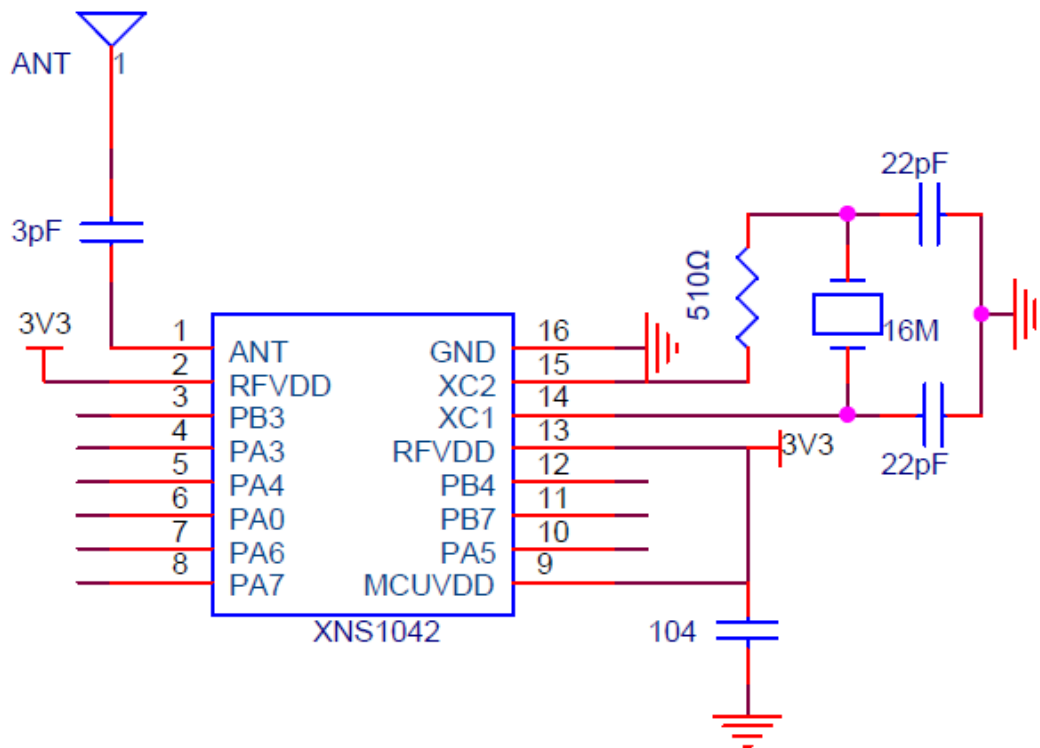 ANT
1
3pF
3V3
1
2
3
4
5
6
7
8
ANT
RFVDD
PB3
PA3
PA4
PA0
PA6
PA7
GND
XC2
XC1
RFVDD
PB4
PB7
PA5
MCUVDD
16
15
14
13
12
11
10
9
XNS1042
510Ω
22pF
16M
22pF
3V3
104